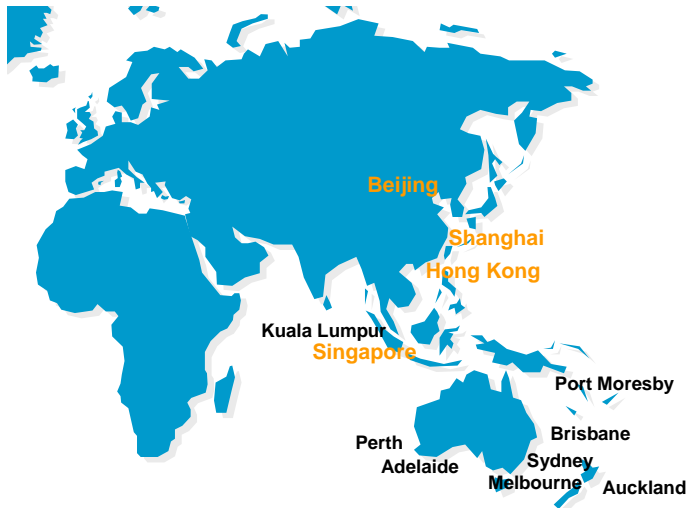 Beijing
Shanghai
Hong Kong
Kuala Lumpur
Singapore
Port Moresby
Brisbane
Perth
Sydney
Adelaide
Melbourne
Auckland